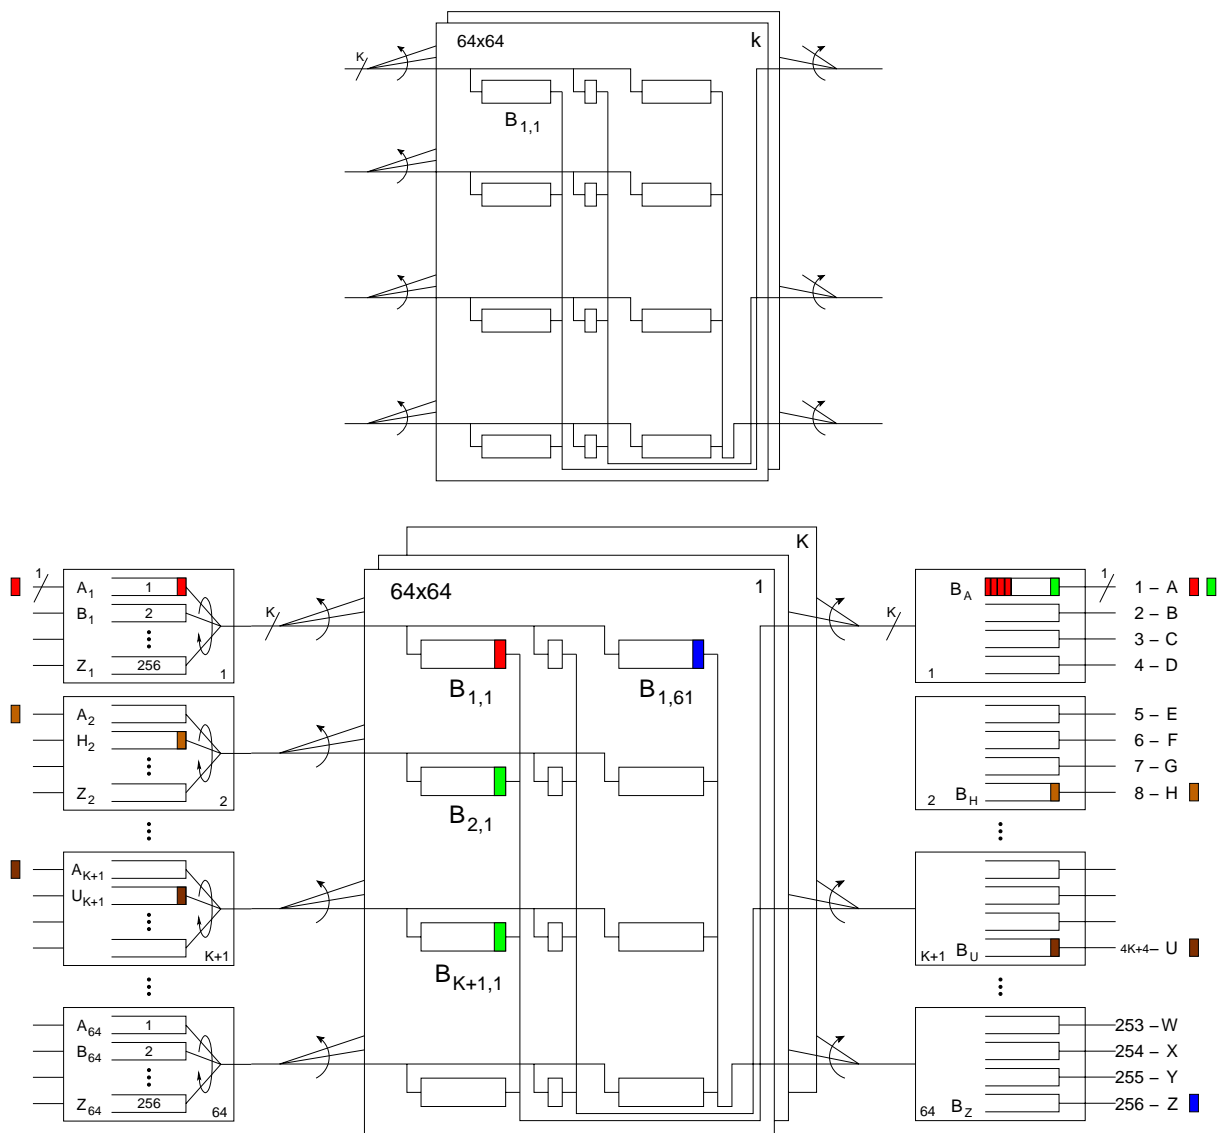 64x64 k
K
B1,1
K
1 A1 1 K 64x64 1 K BA 1 1 – A
B1 2 2 – B
3 – C
Z1 256 1 B1,1 B1,61 1 4 – D
A2 5 – E
H2 6 – F
7 – G
Z2 2 B2,1 2 BH 8 – H
AK+1
UK+1
K+1 BK+1,1 K+1 BU 4K+4– U
A64 1 253 – W
B64 2 254 – X
255 – Y
Z64 256 64 64 BZ 256 – Z